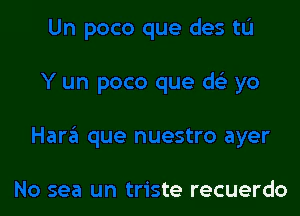 Un poco que des tú
Y un poco que dé yo
Hará que nuestro ayer
No sea un triste recuerdo